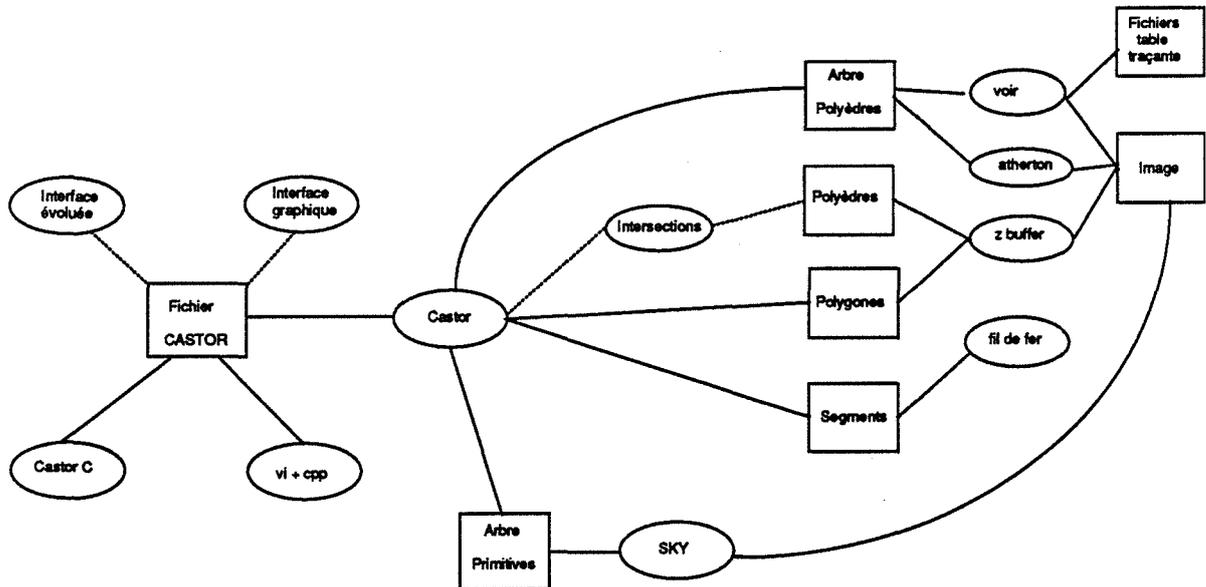 Fichiers
table
traçante
Arbre
Polyèdres
voir
atherton
Image
Interface
évoluée
Interface
graphique
Intersections
Polyèdres
z buffer
Fichier
CASTOR
Castor
Polygones
fil de fer
Segments
Castor C
vi + cpp
Arbre
Primitives
SKY